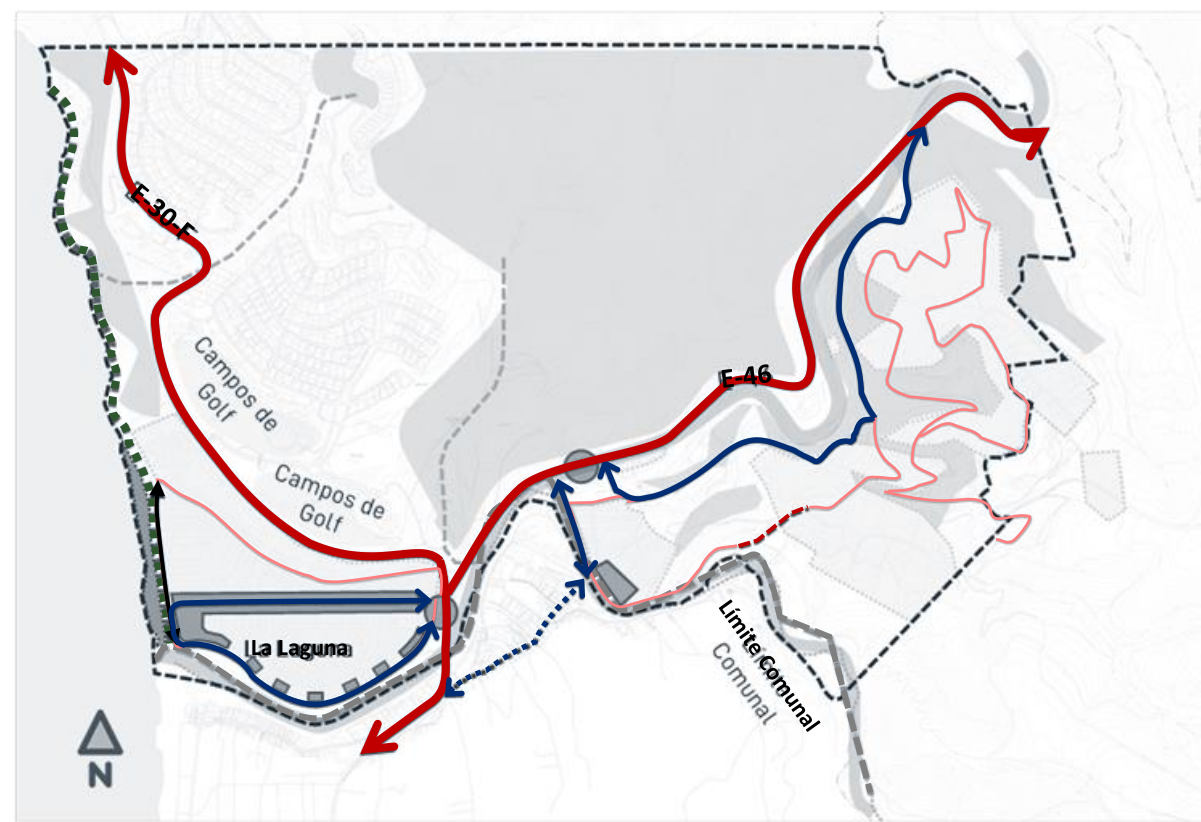 E-30-F
Campos de
Golf
Campos de
Golf
E-46
La Laguna
Límite Comunal
Comunal
N